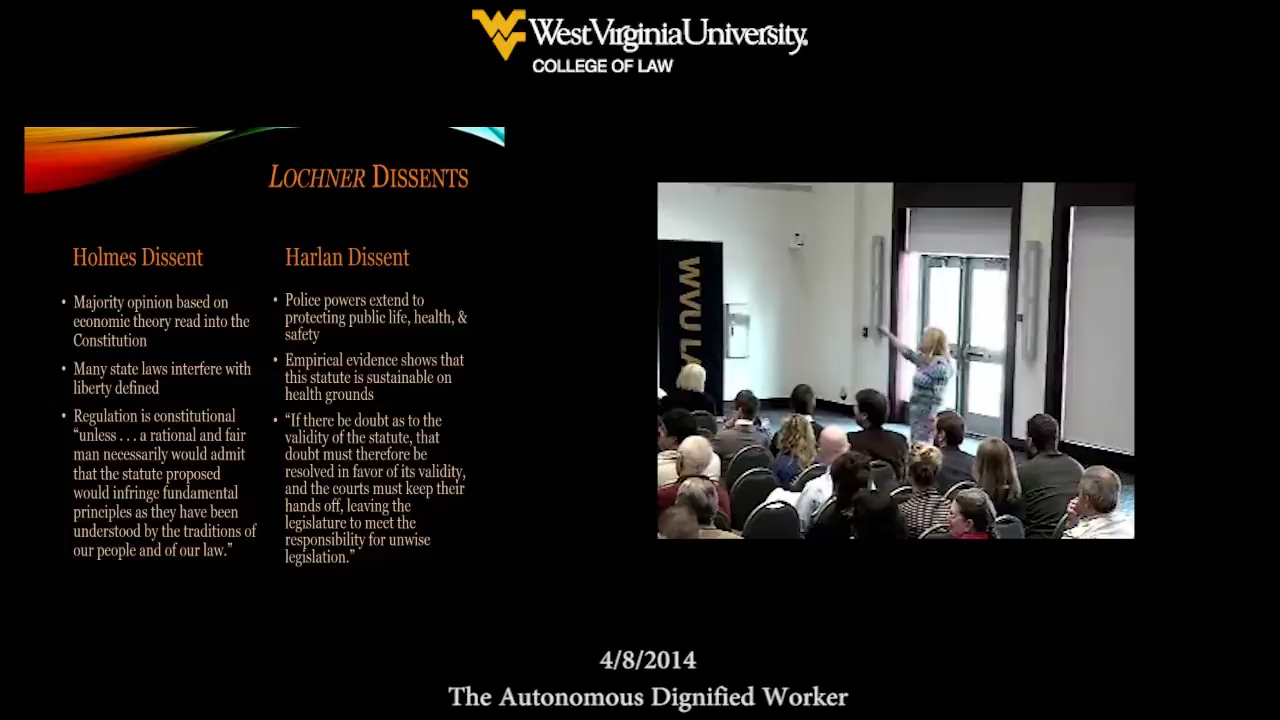 WestVirginiaUniversity.
COLLEGE OF LAW
LOCHNER DISSENTS
Holmes Dissent
• Majority opinion based on
economic theory read into the
Constitution
• Many state laws interfere with
liberty defined
• Regulation is constitutional
“unless . . . a rational and fair
man necessarily would admit
that the statute proposed
would infringe fundamental
principles as they have been
understood by the traditions of
our people and of our law.”
Harlan Dissent
• Police powers extend to
protecting public life, health, &
safety
• Empirical evidence shows that
this statute is sustainable on
health grounds
• “If there be doubt as to the
validity of the statute, that
doubt must therefore be
resolved in favor of its validity,
and the courts must keep their
hands off, leaving the
legislature to meet the
responsibility for unwise
legislation.”
WVU LA
4/8/2014
The Autonomous Dignified Worker